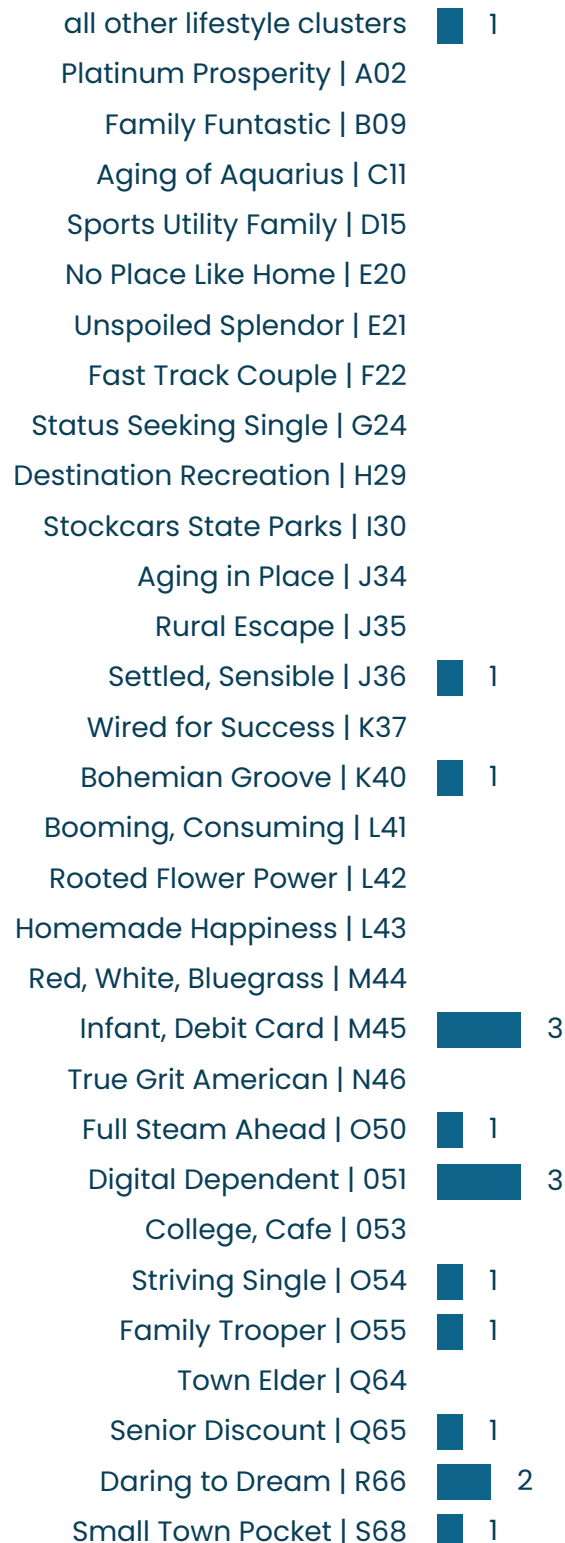 all other lifestyle clusters 1
Platinum Prosperity | A02
Family Funtastic | B09
Aging of Aquarius | C11
Sports Utility Family | D15
No Place Like Home | E20
Unspoiled Splendor | E21
Fast Track Couple | F22
Status Seeking Single | G24
Destination Recreation | H29
Stockcars State Parks | I30
Aging in Place | J34
Rural Escape | J35
Settled, Sensible | J36 1
Wired for Success | K37
Bohemian Groove | K40 1
Booming, Consuming | L41
Rooted Flower Power | L42
Homemade Happiness | L43
Red, White, Bluegrass | M44
Infant, Debit Card | M45 3
True Grit American | N46
Full Steam Ahead | O50 1
Digital Dependent | 051 3
College, Cafe | 053
Striving Single | O54 1
Family Trooper | O55 1
Town Elder | Q64
Senior Discount | Q65 1
Daring to Dream | R66 2
Small Town Pocket | S68 1